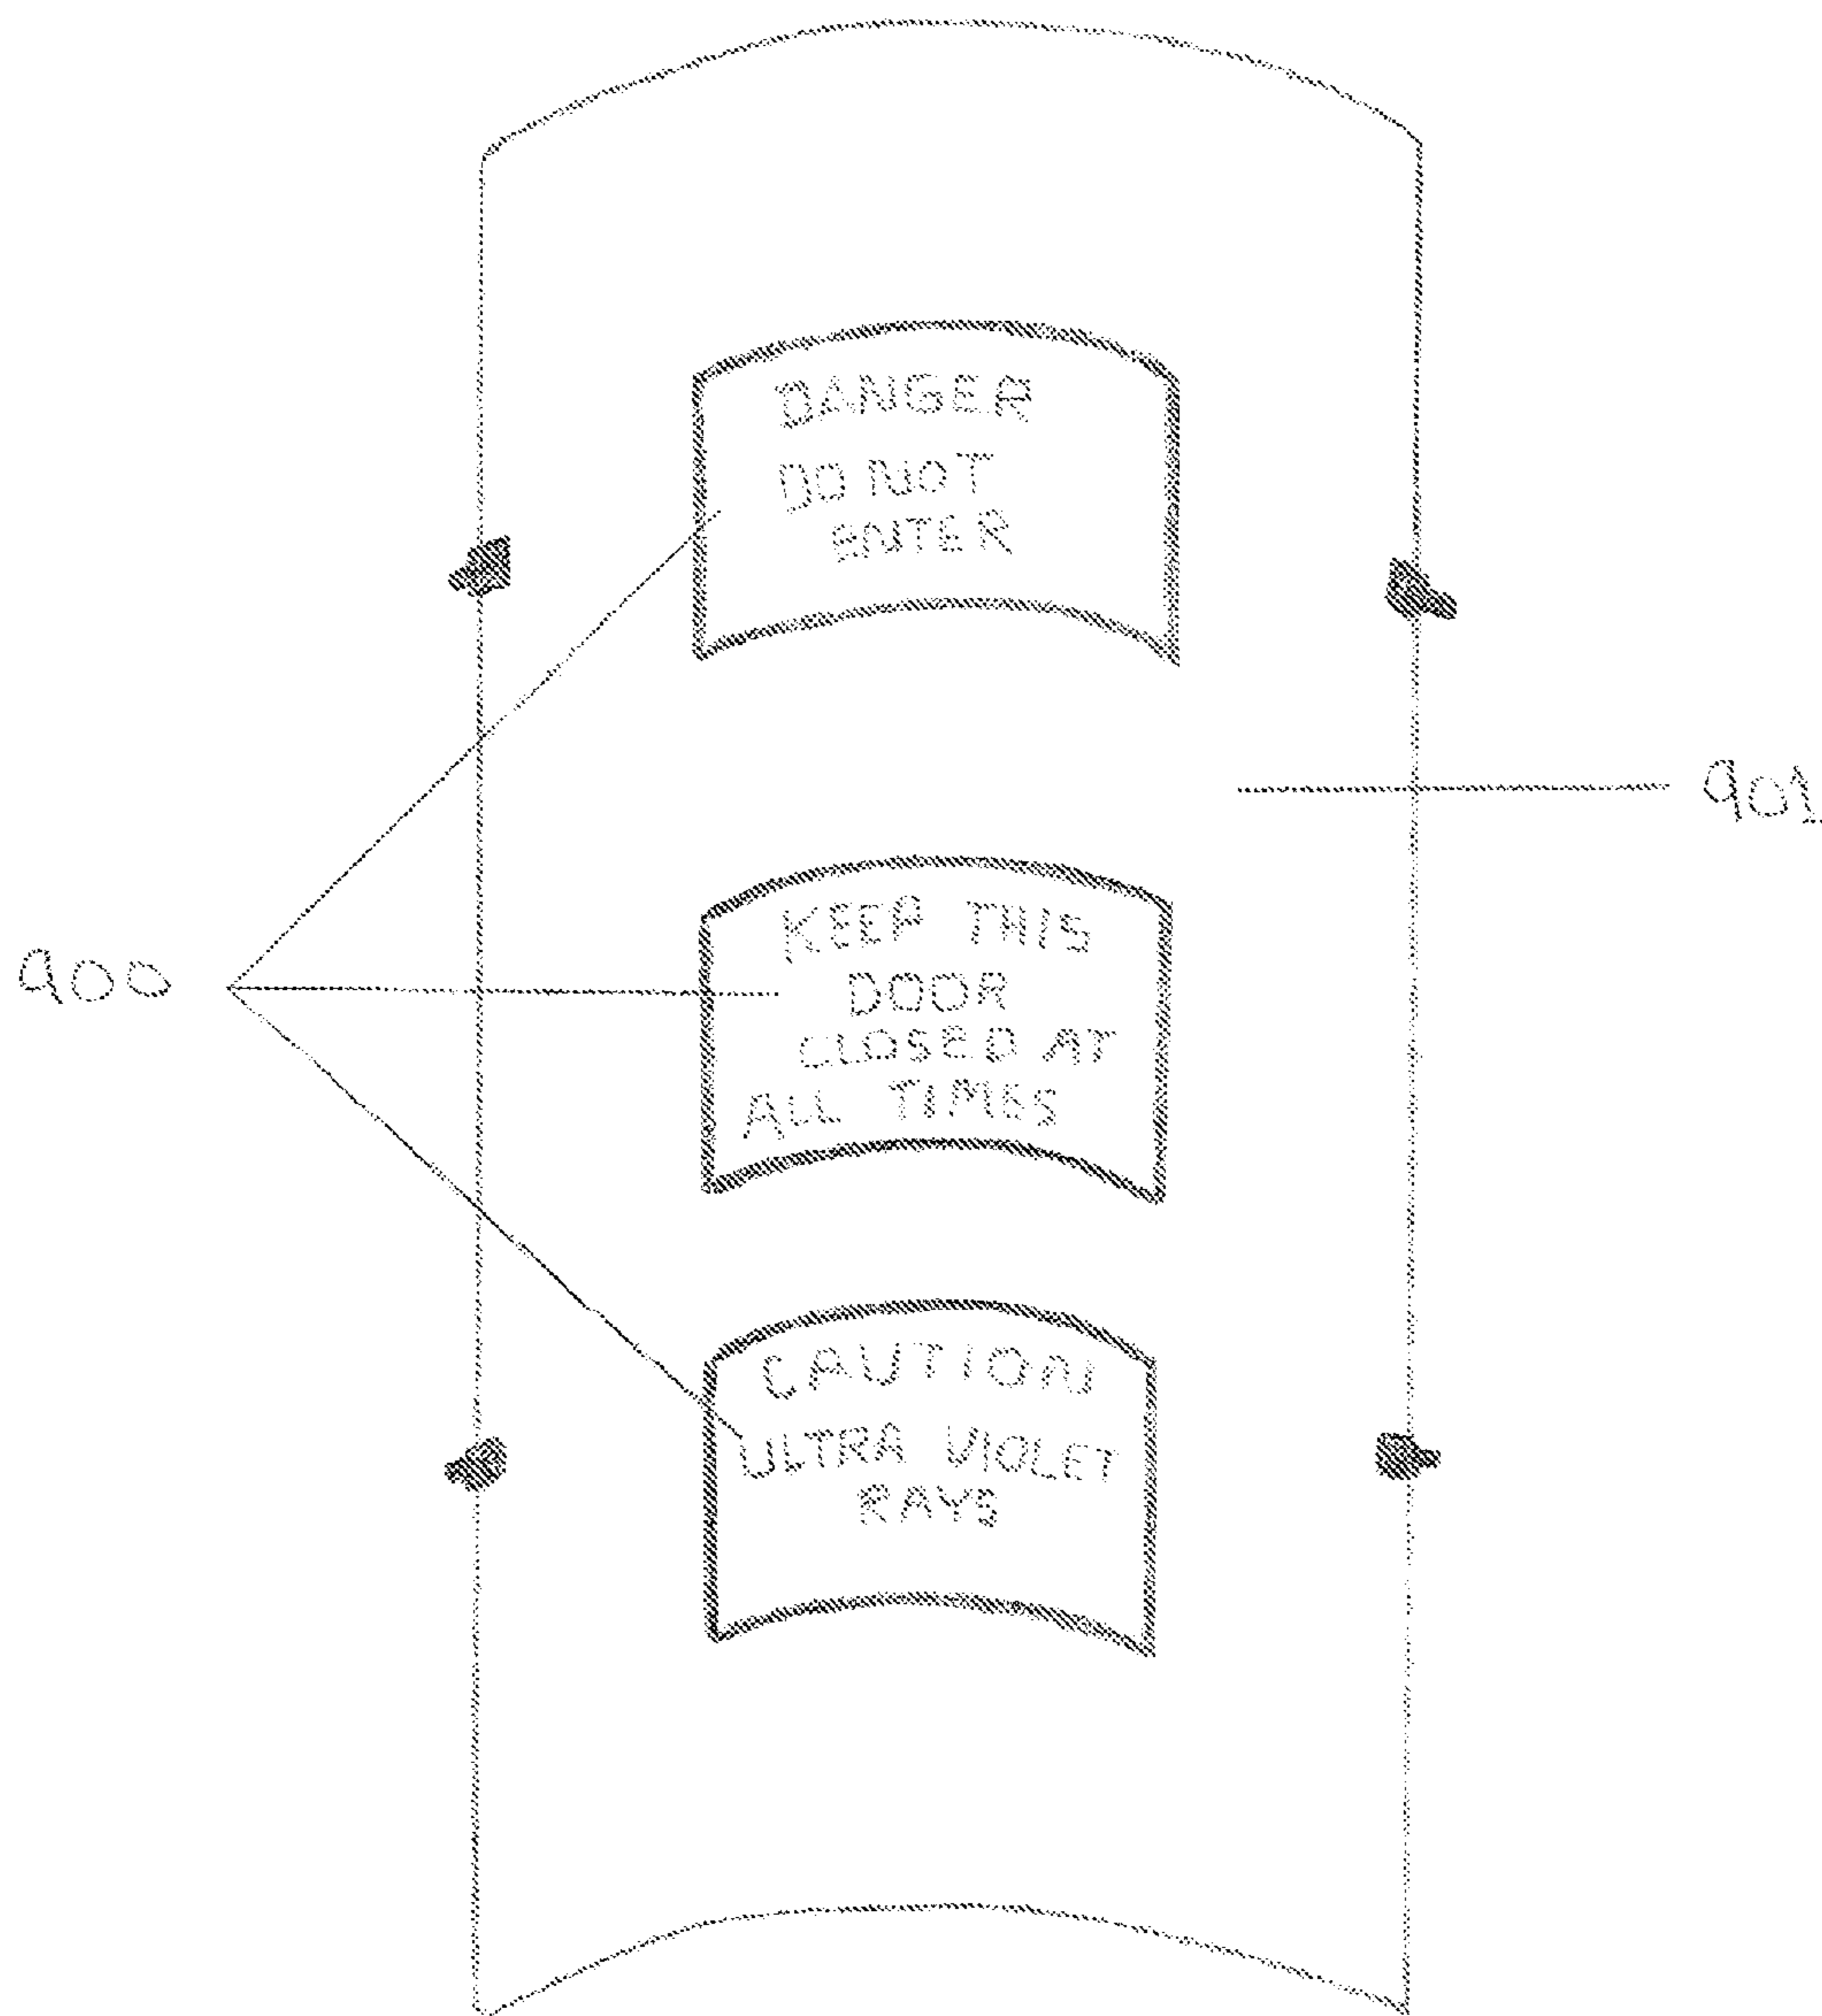 DANGER
DO NOT
ENTER
901
900
KEEP THIS
DOOR
CLOSED AT
ALL TIMES
CAUTION
ULTRA VIOLET
RAYS